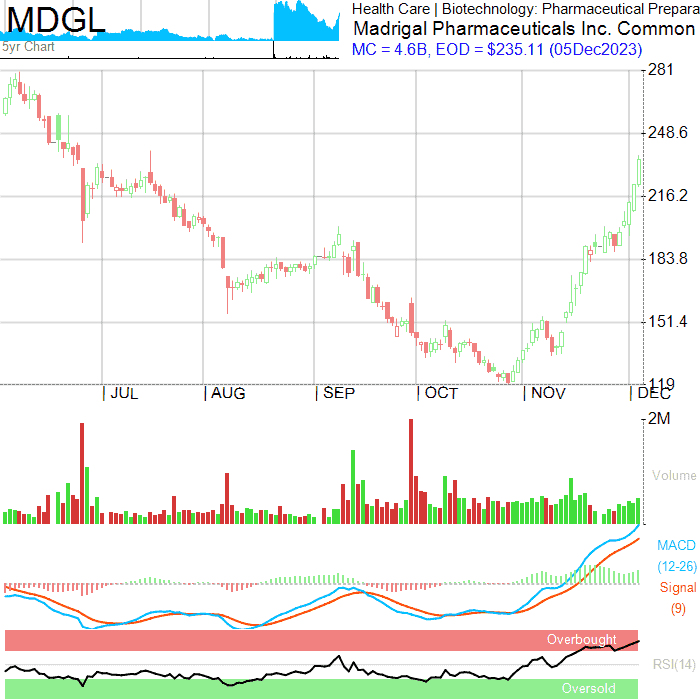 MDGL
5yr Chart
Health Care | Biotechnology: Pharmaceutical Prepara
Madrigal Pharmaceuticals Inc. Common
MC = 4.6B, EOD = $235.11 (05Dec2023)
281
248.6
216.2
183.8
151.4
119
| JUL | AUG | SEP | OCT | NOV | DEC
2M
Volume
MACD
(12-26)
Signal
(9)
Overbought
RSI(14)
Oversold